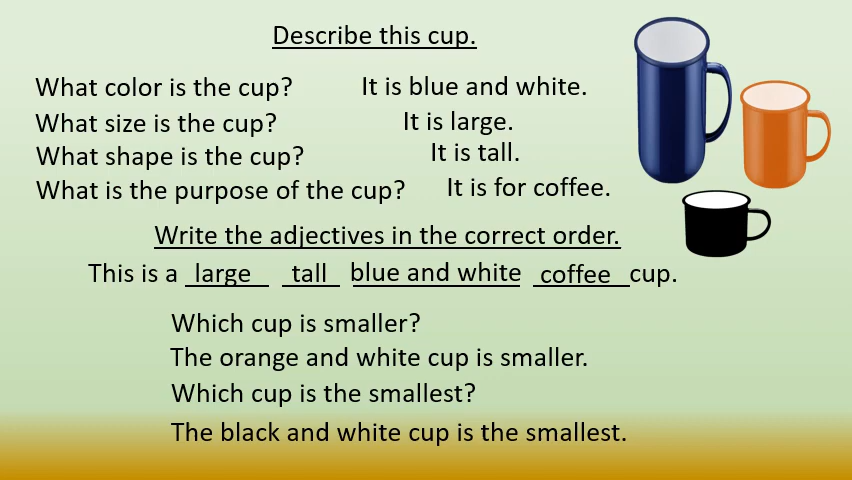 Describe this cup.
What color is the cup? It is blue and white.
What size is the cup? It is large.
What shape is the cup? It is tall.
What is the purpose of the cup? It is for coffee.
Write the adjectives in the correct order.
This is a large tall blue and white coffee cup.
Which cup is smaller?
The orange and white cup is smaller.
Which cup is the smallest?
The black and white cup is the smallest.